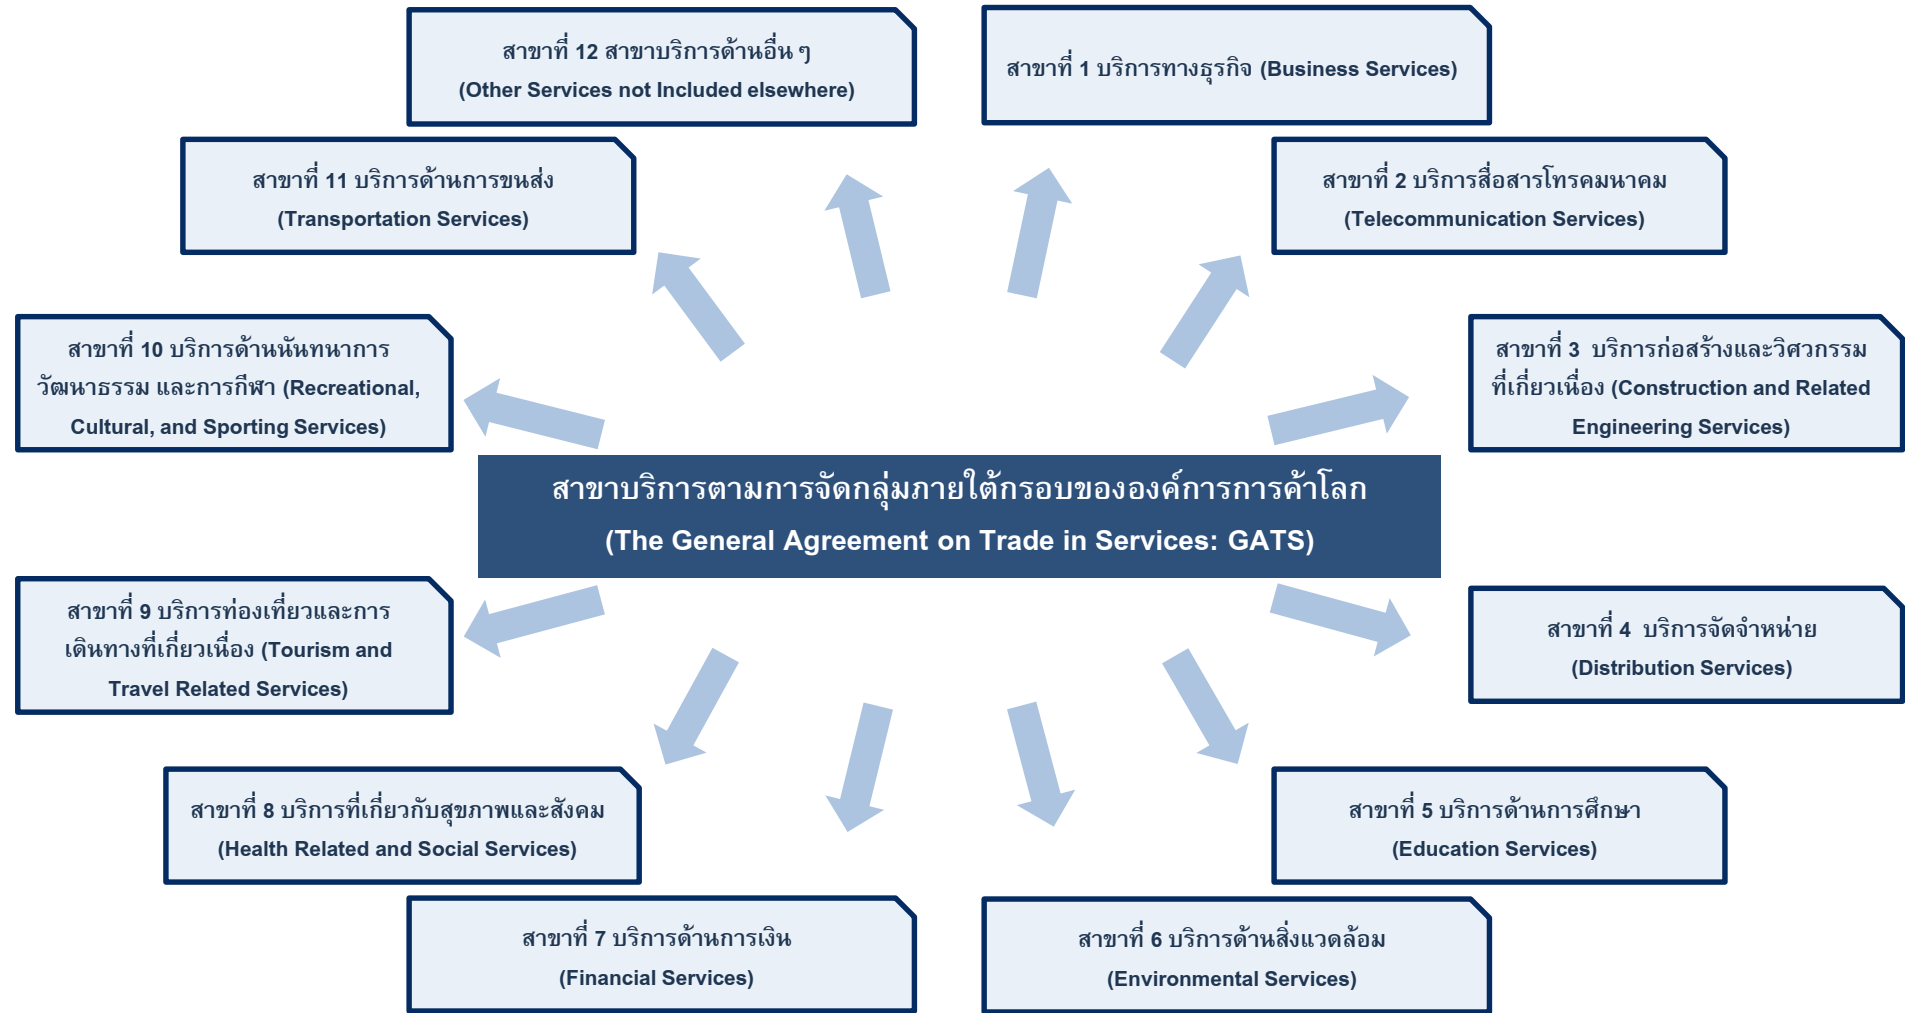 สาขาที่ 12 สาขาบริการด้านอื่น ๆ
(Other Services not Included elsewhere)
สาขาที่ 1 บริการทางธุรกิจ (Business Services)
สาขาที่ 11 บริการด้านการขนส่ง
(Transportation Services)
สาขาที่ 2 บริการสื่อสารโทรคมนาคม
(Telecommunication Services)
สาขาที่ 10 บริการด้านนันทนาการ
วัฒนาธรรม และการกีฬา (Recreational,
Cultural, and Sporting Services)
สาขาที่ 3 บริการก่อสร้างและวิศวกรรม
ที่เกี่ยวเนื่อง (Construction and Related
Engineering Services)
สาขาบริการตามการจัดกลุ่มภายใต้กรอบขององค์การการค้าโลก
(The General Agreement on Trade in Services: GATS)
สาขาที่ 9 บริการท่องเที่ยวและการ
เดินทางที่เกี่ยวเนื่อง (Tourism and
Travel Related Services)
สาขาที่ 4 บริการจัดจำหน่าย
(Distribution Services)
สาขาที่ 8 บริการที่เกี่ยวกับสุขภาพและสังคม
(Health Related and Social Services)
สาขาที่ 5 บริการด้านการศึกษา
(Education Services)
สาขาที่ 7 บริการด้านการเงิน
(Financial Services)
สาขาที่ 6 บริการด้านสิ่งแวดล้อม
(Environmental Services)